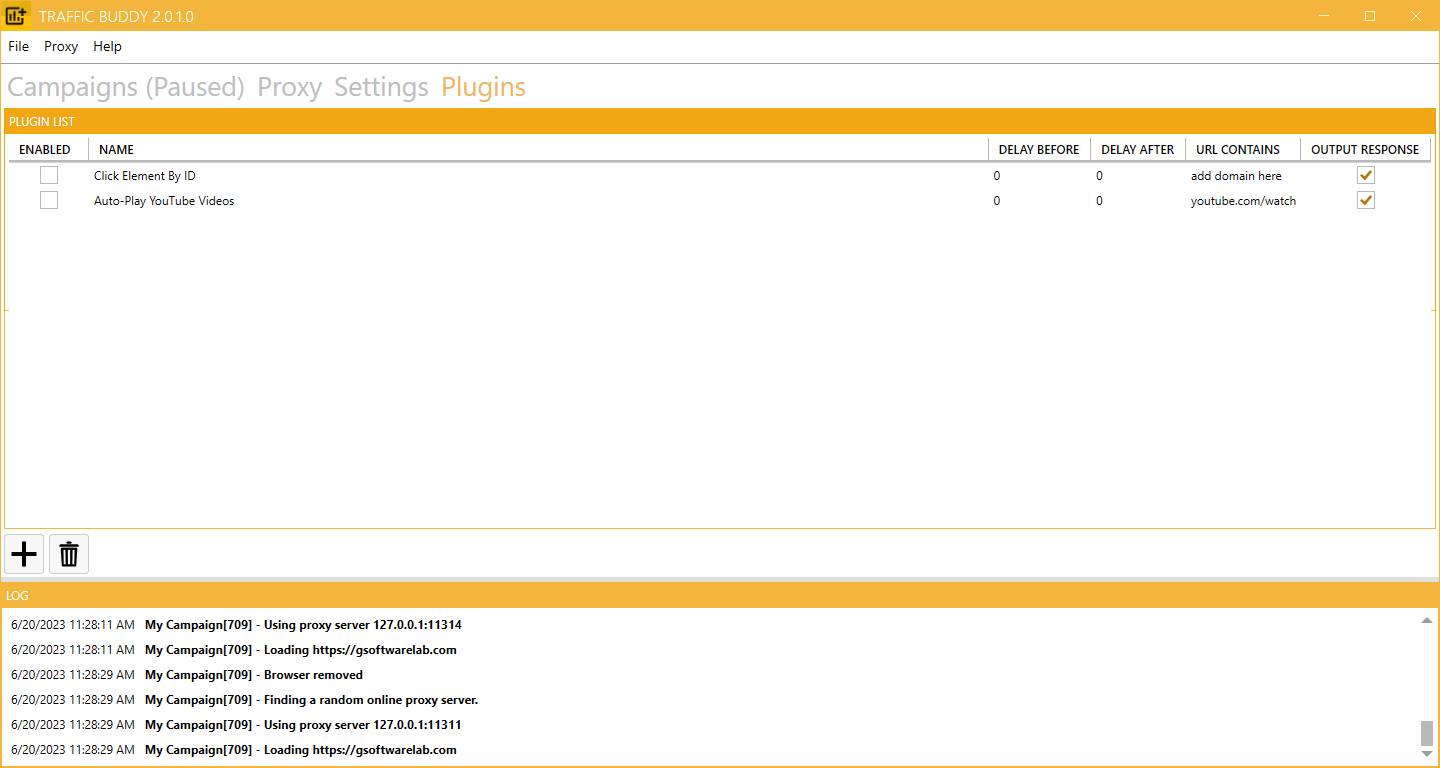 TRAFFIC BUDDY 2.0.1.0
File Proxy Help
Campaigns (Paused) Proxy Settings Plugins
PLUGIN LIST
ENABLED NAME DELAY BEFORE DELAY AFTER URL CONTAINS OUTPUT RESPONSE
Click Element By ID 0 0 add domain here
Auto-Play YouTube Videos 0 0 youtube.com/watch
LOG
6/20/2023 11:28:11 AM My Campaign[709] - Using proxy server 127.0.0.1:11314
6/20/2023 11:28:11 AM My Campaign[709] - Loading https://gsoftwarelab.com
6/20/2023 11:28:29 AM My Campaign[709] - Browser removed
6/20/2023 11:28:29 AM My Campaign[709] - Finding a random online proxy server.
6/20/2023 11:28:29 AM My Campaign[709] - Using proxy server 127.0.0.1:11311
6/20/2023 11:28:29 AM My Campaign[709] - Loading https://gsoftwarelab.com